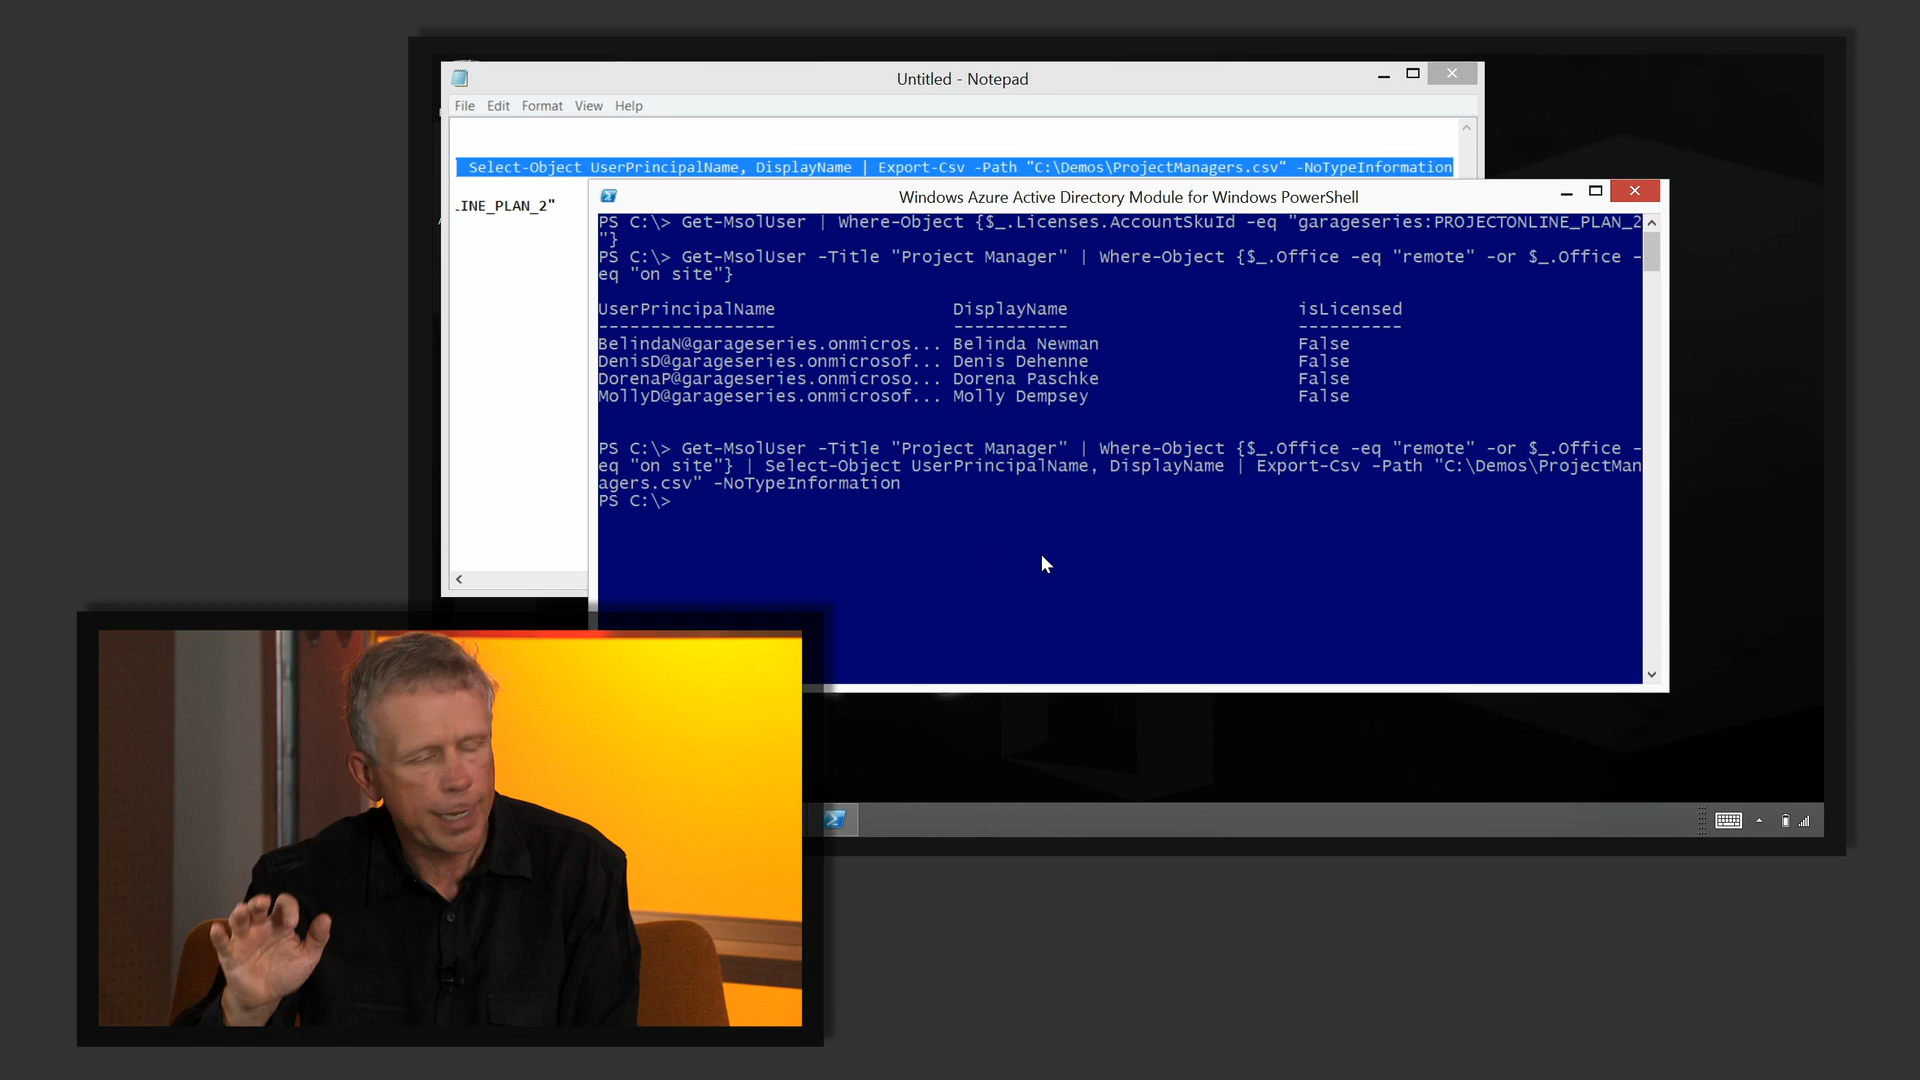 Untitled - Notepad
File Edit Format View Help
Select-Object UserPrincipalName, DisplayName | Export-Csv -Path "C:\Demos\ProjectManagers.csv" -NoTypeInformation
INE_PLAN_2"
Windows Azure Active Directory Module for Windows PowerShell
PS C:\> Get-MsolUser | Where-Object {$_.Licenses.AccountSkuId -eq "garageseries:PROJECTONLINE_PLAN_2
"}
PS C:\> Get-MsolUser -Title "Project Manager" | Where-Object {$_.Office -eq "remote" -or $_.Office -
eq "on site"}
UserPrincipalName DisplayName isLicensed
----------------- ----------- ----------
BelindaN@garageseries.onmicros... Belinda Newman False
DenisD@garageseries.onmicrosof... Denis Dehenne False
DorenaP@garageseries.onmicroso... Dorena Paschke False
MollyD@garageseries.onmicrosof... Molly Dempsey False
PS C:\> Get-MsolUser -Title "Project Manager" | Where-Object {$_.Office -eq "remote" -or $_.Office -
eq "on site"} | Select-Object UserPrincipalName, DisplayName | Export-Csv -Path "C:\Demos\ProjectMan
agers.csv" -NoTypeInformation
PS C:\>